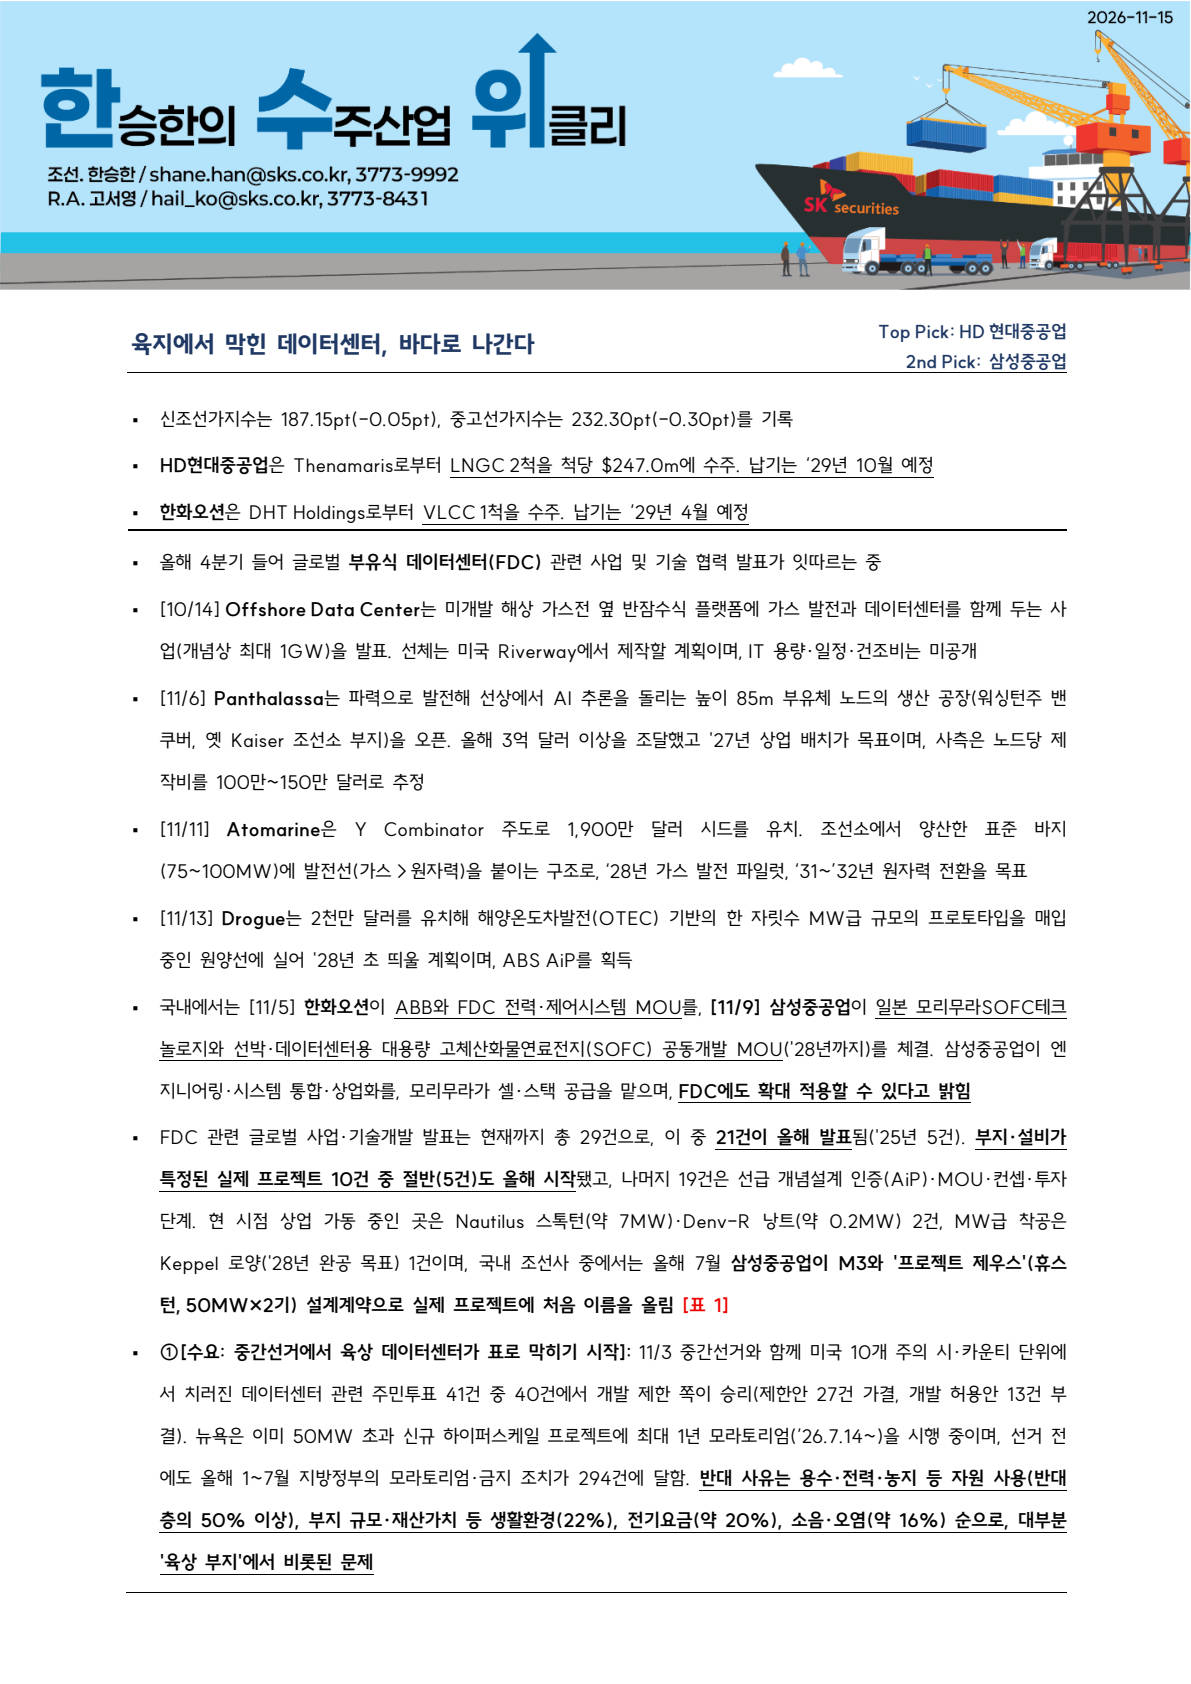 2026-11-15
한승한의 수주산업 위클리
조선. 한승한 / shane.han@sks.co.kr, 3773-9992
R.A. 고서영 / hail_ko@sks.co.kr, 3773-8431
SK securities
육지에서 막힌 데이터센터, 바다로 나간다
Top Pick: HD 현대중공업
2nd Pick: 삼성중공업
▪ 신조선가지수는 187.15pt(-0.05pt), 중고선가지수는 232.30pt(-0.30pt)를 기록
▪ HD현대중공업은 Thenamaris로부터 LNGC 2척을 척당 $247.0m에 수주. 납기는 ‘29년 10월 예정
▪ 한화오션은 DHT Holdings로부터 VLCC 1척을 수주. 납기는 ‘29년 4월 예정
▪ 올해 4분기 들어 글로벌 부유식 데이터센터(FDC) 관련 사업 및 기술 협력 발표가 잇따르는 중
▪ [10/14] Offshore Data Center는 미개발 해상 가스전 옆 반잠수식 플랫폼에 가스 발전과 데이터센터를 함께 두는 사
업(개념상 최대 1GW)을 발표. 선체는 미국 Riverway에서 제작할 계획이며, IT 용량·일정·건조비는 미공개
▪ [11/6] Panthalassa는 파력으로 발전해 선상에서 AI 추론을 돌리는 높이 85m 부유체 노드의 생산 공장(워싱턴주 밴
쿠버, 옛 Kaiser 조선소 부지)을 오픈. 올해 3억 달러 이상을 조달했고 '27년 상업 배치가 목표이며, 사측은 노드당 제
작비를 100만~150만 달러로 추정
▪ [11/11] Atomarine은 Y Combinator 주도로 1,900만 달러 시드를 유치. 조선소에서 양산한 표준 바지
(75~100MW)에 발전선(가스 > 원자력)을 붙이는 구조로, ‘28년 가스 발전 파일럿, ‘31~’32년 원자력 전환을 목표
▪ [11/13] Drogue는 2천만 달러를 유치해 해양온도차발전(OTEC) 기반의 한 자릿수 MW급 규모의 프로토타입을 매입
중인 원양선에 실어 '28년 초 띄울 계획이며, ABS AiP를 획득
▪ 국내에서는 [11/5] 한화오션이 ABB와 FDC 전력·제어시스템 MOU를, [11/9] 삼성중공업이 일본 모리무라SOFC테크
놀로지와 선박·데이터센터용 대용량 고체산화물연료전지(SOFC) 공동개발 MOU('28년까지)를 체결. 삼성중공업이 엔
지니어링·시스템 통합·상업화를, 모리무라가 셀·스택 공급을 맡으며, FDC에도 확대 적용할 수 있다고 밝힘
▪ FDC 관련 글로벌 사업·기술개발 발표는 현재까지 총 29건으로, 이 중 21건이 올해 발표됨('25년 5건). 부지·설비가
특정된 실제 프로젝트 10건 중 절반(5건)도 올해 시작됐고, 나머지 19건은 선급 개념설계 인증(AiP)·MOU·컨셉·투자
단계. 현 시점 상업 가동 중인 곳은 Nautilus 스톡턴(약 7MW)·Denv-R 낭트(약 0.2MW) 2건, MW급 착공은
Keppel 로양('28년 완공 목표) 1건이며, 국내 조선사 중에서는 올해 7월 삼성중공업이 M3와 '프로젝트 제우스'(휴스
턴, 50MW×2기) 설계계약으로 실제 프로젝트에 처음 이름을 올림 [표 1]
▪ ①[수요: 중간선거에서 육상 데이터센터가 표로 막히기 시작]: 11/3 중간선거와 함께 미국 10개 주의 시·카운티 단위에
서 치러진 데이터센터 관련 주민투표 41건 중 40건에서 개발 제한 쪽이 승리(제한안 27건 가결, 개발 허용안 13건 부
결). 뉴욕은 이미 50MW 초과 신규 하이퍼스케일 프로젝트에 최대 1년 모라토리엄(‘26.7.14~)을 시행 중이며, 선거 전
에도 올해 1~7월 지방정부의 모라토리엄·금지 조치가 294건에 달함. 반대 사유는 용수·전력·농지 등 자원 사용(반대
층의 50% 이상), 부지 규모·재산가치 등 생활환경(22%), 전기요금(약 20%), 소음·오염(약 16%) 순으로, 대부분
'육상 부지'에서 비롯된 문제